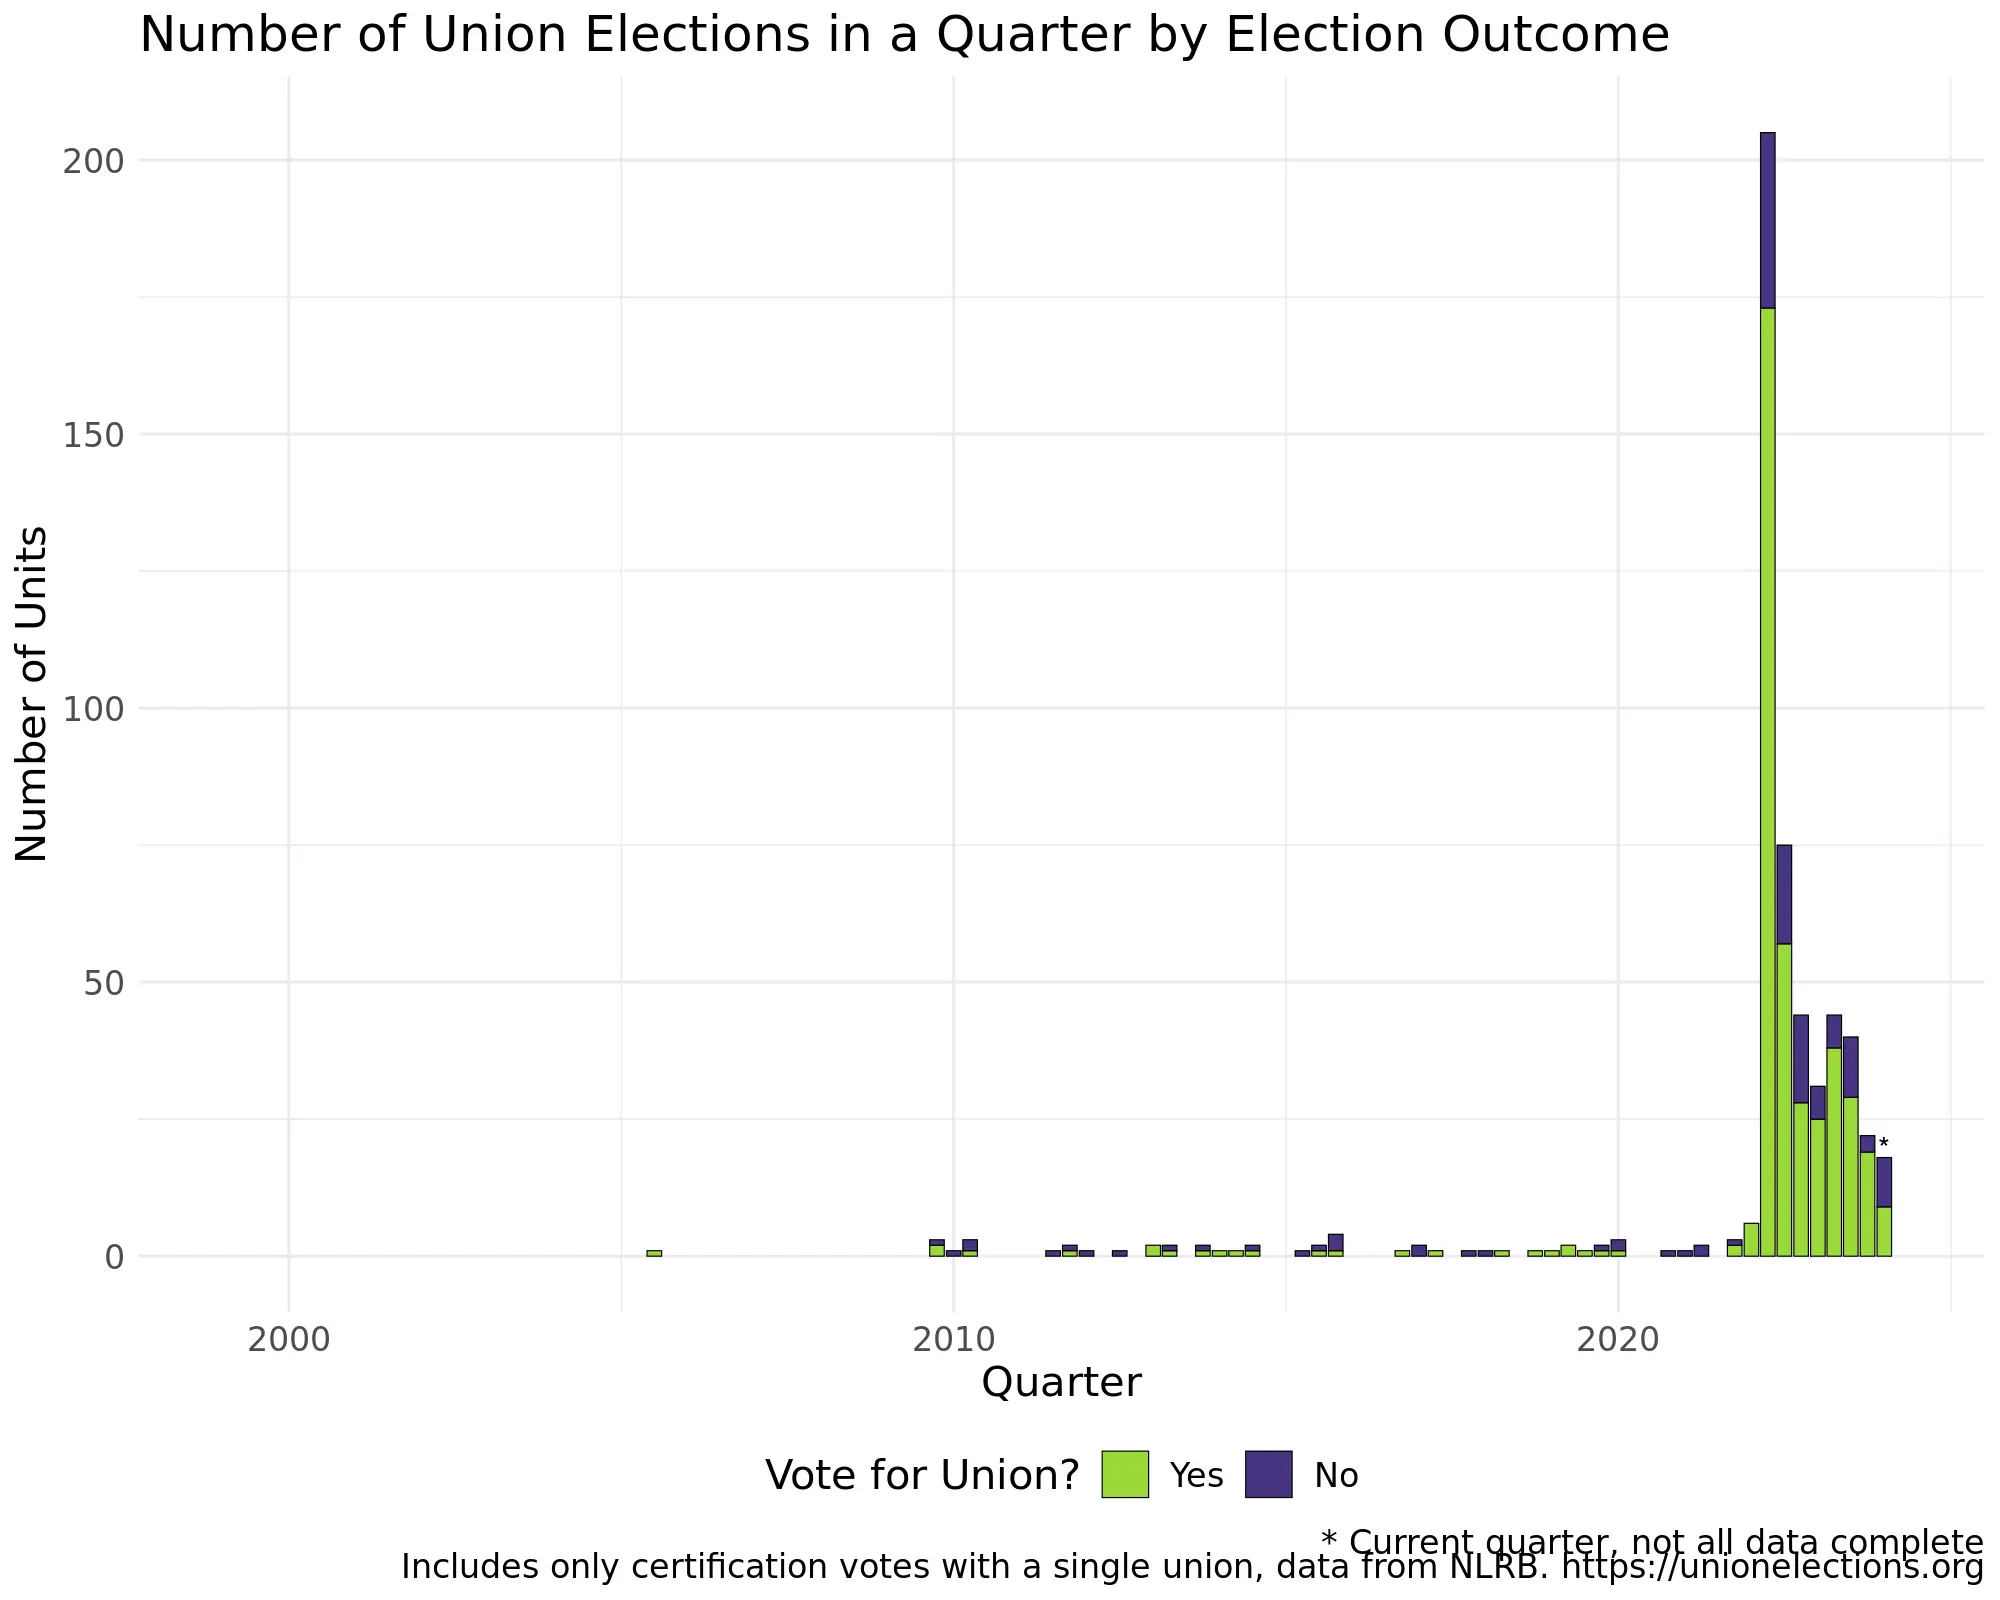 Number of Union Elections in a Quarter by Election Outcome
200
150
100
50
0
Number of Units
*
2000 2010 2020
Quarter
Vote for Union? Yes No
* Current quarter, not all data complete
Includes only certification votes with a single union, data from NLRB. https://unionelections.org